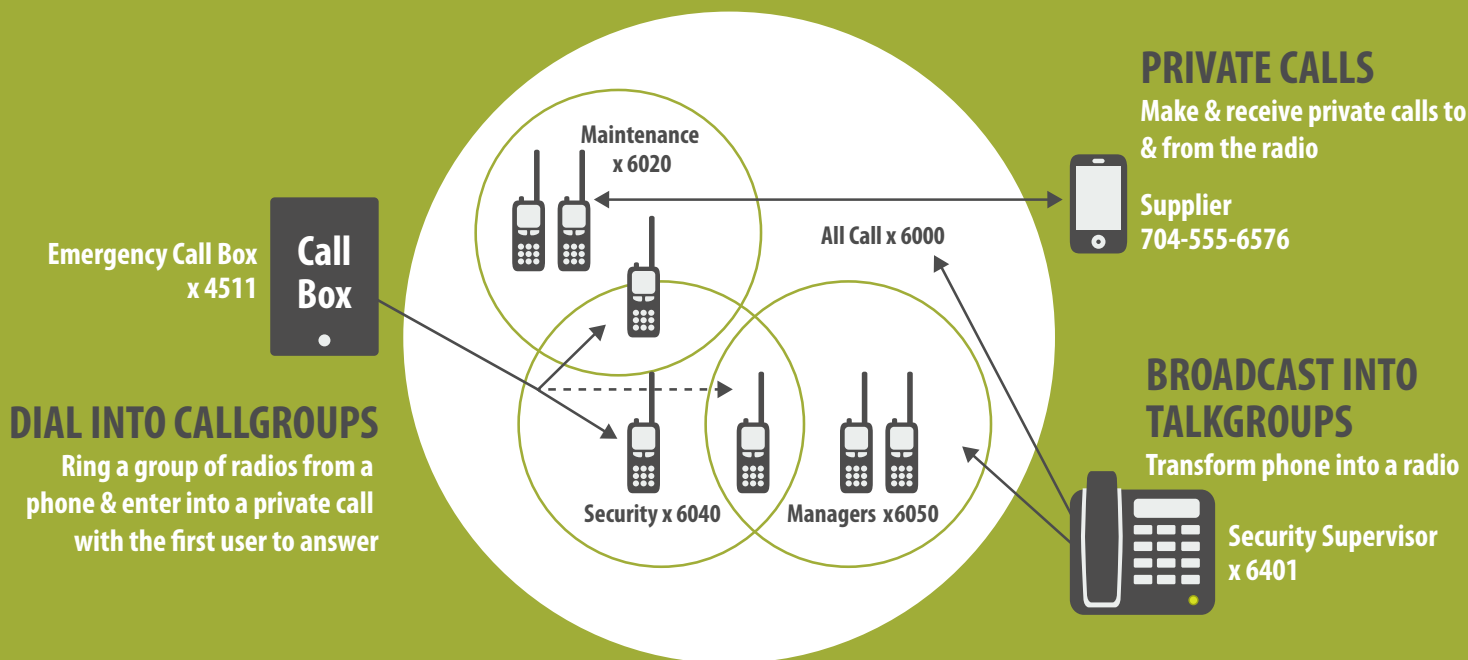 Emergency Call Box
x 4511
Call
Box
DIAL INTO CALLGROUPS
Ring a group of radios from a
phone & enter into a private call
with the first user to answer
Maintenance
x 6020
All Call x 6000
Security x 6040
Managers x6050
PRIVATE CALLS
Make & receive private calls to
& from the radio
Supplier
704-555-6576
BROADCAST INTO
TALKGROUPS
Transform phone into a radio
Security Supervisor
x 6401